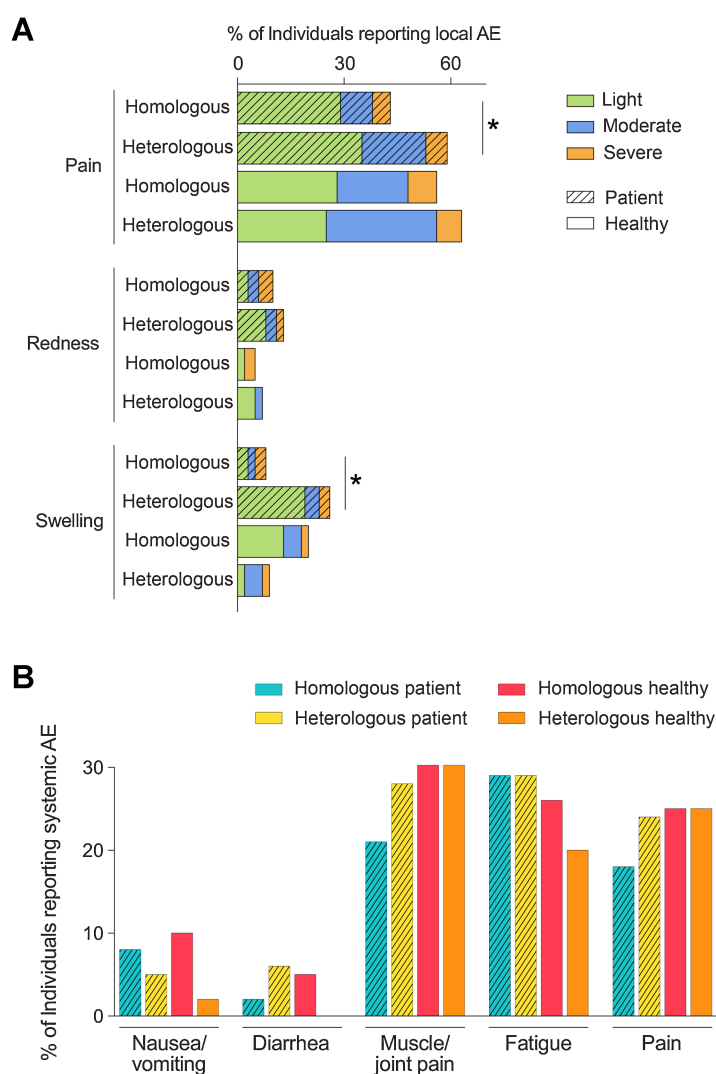 A
% of Individuals reporting local AE
0 30 60
Light
Moderate
Severe
Patient
Healthy
Pain
Homologous
Heterologous
Homologous
Heterologous
*
Redness
Homologous
Heterologous
Homologous
Heterologous
Swelling
Homologous
Heterologous
Homologous
Heterologous
*
B
Homologous patient
Heterologous patient
Homologous healthy
Heterologous healthy
% of Individuals reporting systemic AE
30
20
10
0
Nausea/
vomiting
Diarrhea
Muscle/
joint pain
Fatigue
Pain